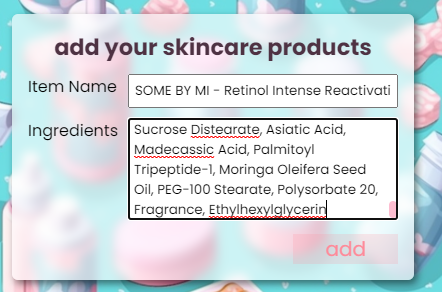 add your skincare products
Item Name
SOME BY MI - Retinol Intense Reactivati
Ingredients
Sucrose Distearate, Asiatic Acid,
Madecassic Acid, Palmitoyl
Tripeptide-1, Moringa Oleifera Seed
Oil, PEG-100 Stearate, Polysorbate 20,
Fragrance, Ethylhexylglycerin
add